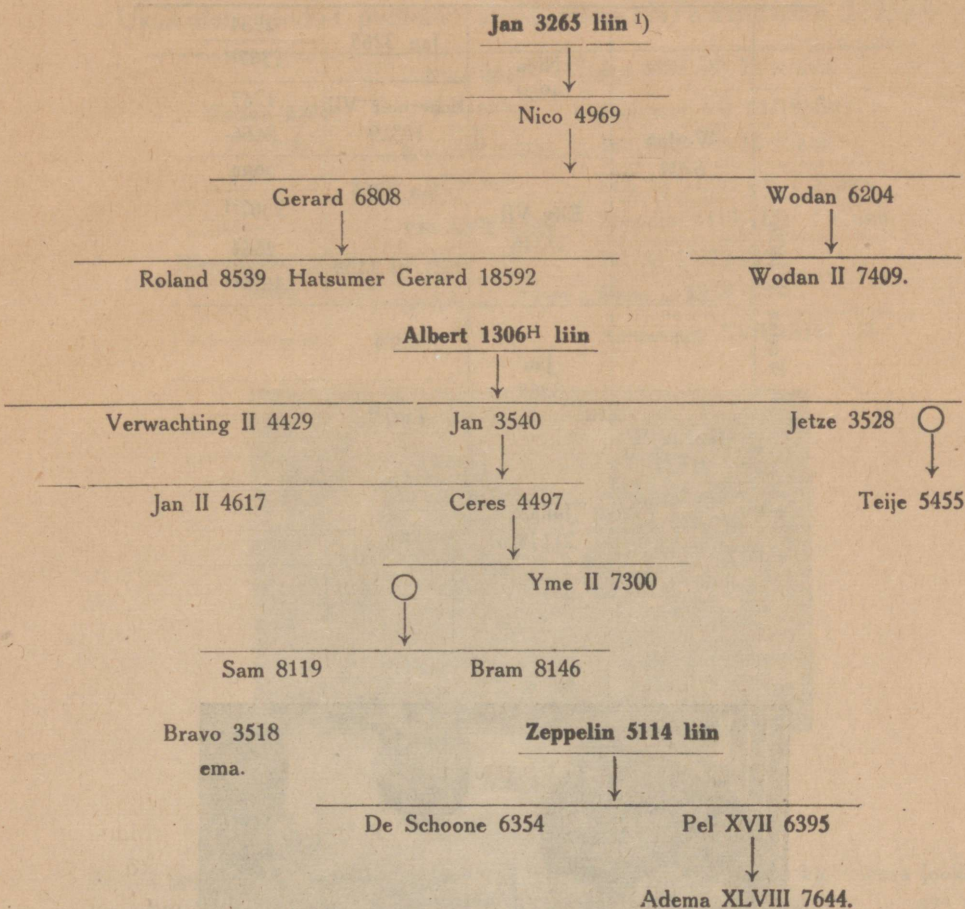 Jan 3265 liin ¹)
Nico 4969
Gerard 6808 Wodan 6204
Roland 8539 Hatsumer Gerard 18592 Wodan II 7409.
Albert 1306ᴴ liin
Verwachting II 4429 Jan 3540 Jetze 3528
Jan II 4617 Ceres 4497 Teije 5455
Yme II 7300
Sam 8119 Bram 8146
Bravo 3518 Zeppelin 5114 liin
ema.
De Schoone 6354 Pel XVII 6395
Adema XLVIII 7644.